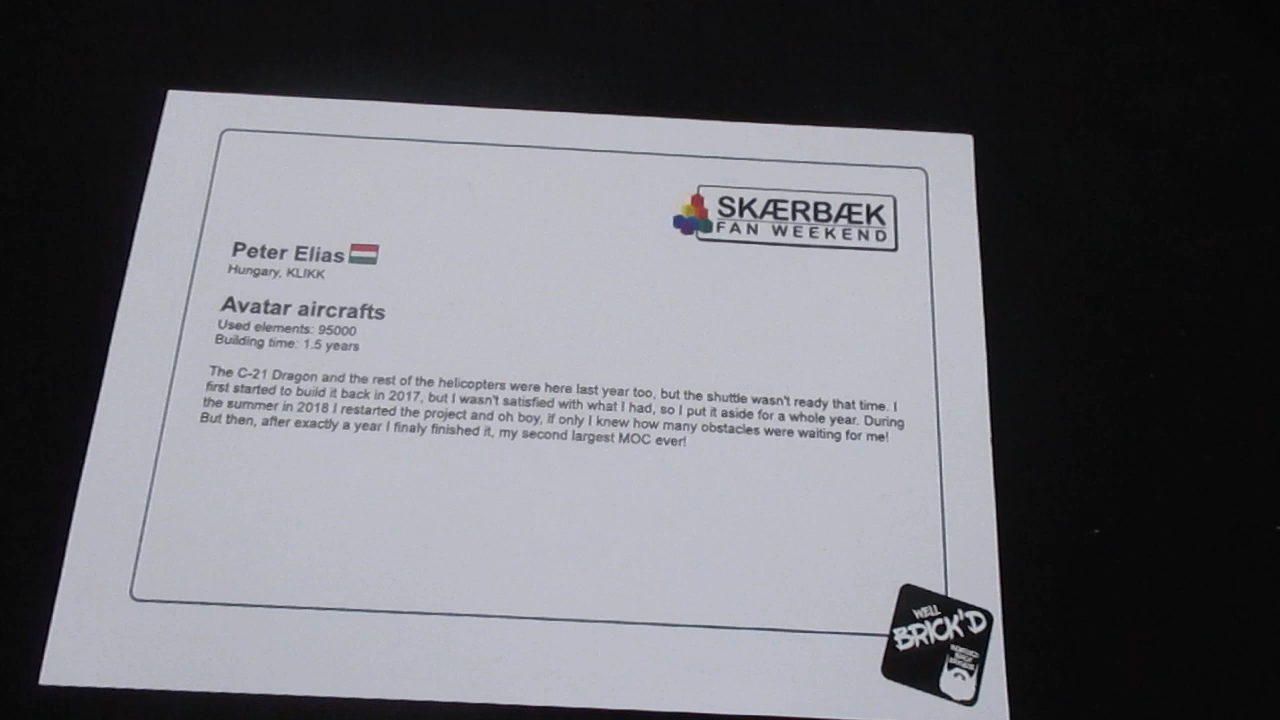 SKÆRBÆK
FAN WEEKEND
Peter Elias
Hungary, KLIKK
Avatar aircrafts
Used elements: 95000
Building time: 1.5 years
The C-21 Dragon and the rest of the helicopters were here last year too, but the shuttle wasn't ready that time. I
first started to build it back in 2017, but I wasn't satisfied with what I had, so I put it aside for a whole year. During
the summer in 2018 I restarted the project and oh boy, if only I knew how many obstacles were waiting for me!
But then, after exactly a year I finaly finished it, my second largest MOC ever!
WELL
BRICK'D